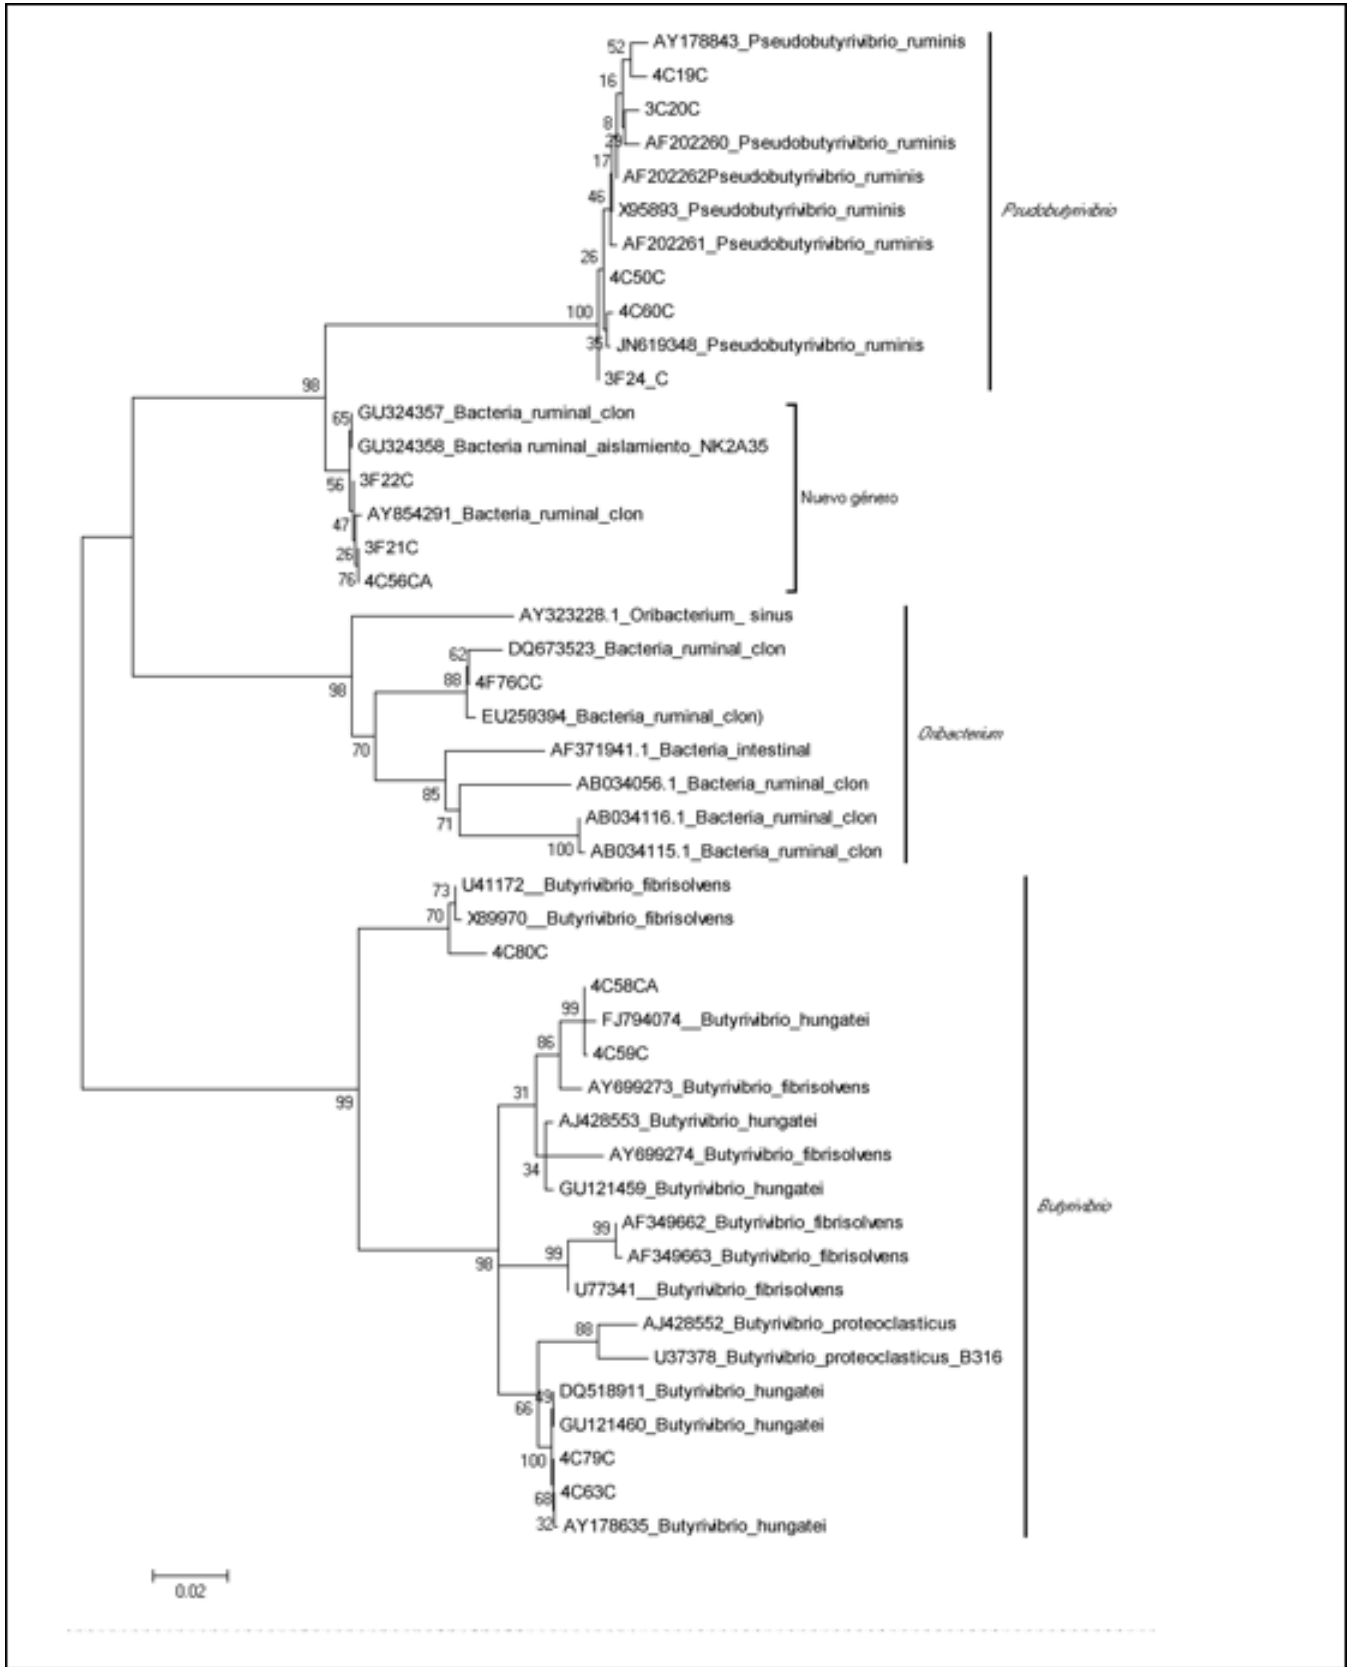 52
AY178843_Pseudobutyrivibrio_ruminis
16
4C19C
8
3C20C
29
AF202260_Pseudobutyrivibrio_ruminis
17
AF202262Pseudobutyrivibrio_ruminis
46
X95893_Pseudobutyrivibrio_ruminis
Psudobutyrivibrio
AF202261_Pseudobutyrivibrio_ruminis
26
4C50C
100
4C60C
35
JN619348_Pseudobutyrivibrio_ruminis
3F24_C
98
65
GU324357_Bacteria_ruminal_clon
GU324358_Bacteria ruminal_aislamiento_NK2A35
56
3F22C
Nuevo género
47
AY854291_Bacteria_ruminal_clon
26
3F21C
76
4C56CA
AY323228.1_Oribacterium_ sinus
62
DQ673523_Bacteria_ruminal_clon
98
88
4F76CC
EU259394_Bacteria_ruminal_clon)
Oribacterium
70
AF371941.1_Bacteria_intestinal
85
AB034056.1_Bacteria_ruminal_clon
71
AB034116.1_Bacteria_ruminal_clon
100
AB034115.1_Bacteria_ruminal_clon
73
U41172__Butyrivibrio_fibrisolvens
70
X89970__Butyrivibrio_fibrisolvens
4C80C
4C58CA
99
FJ794074__Butyrivibrio_hungatei
86
4C59C
99
31
AY699273_Butyrivibrio_fibrisolvens
AJ428553_Butyrivibrio_hungatei
AY699274_Butyrivibrio_fibrisolvens
34
GU121459_Butyrivibrio_hungatei
Butyrivibrio
99
AF349662_Butyrivibrio_fibrisolvens
98
99
AF349663_Butyrivibrio_fibrisolvens
U77341__Butyrivibrio_fibrisolvens
88
AJ428552_Butyrivibrio_proteoclasticus
U37378_Butyrivibrio_proteoclasticus_B316
49
DQ518911_Butyrivibrio_hungatei
66
GU121460_Butyrivibrio_hungatei
100
4C79C
68
4C63C
32
AY178635_Butyrivibrio_hungatei
0.02